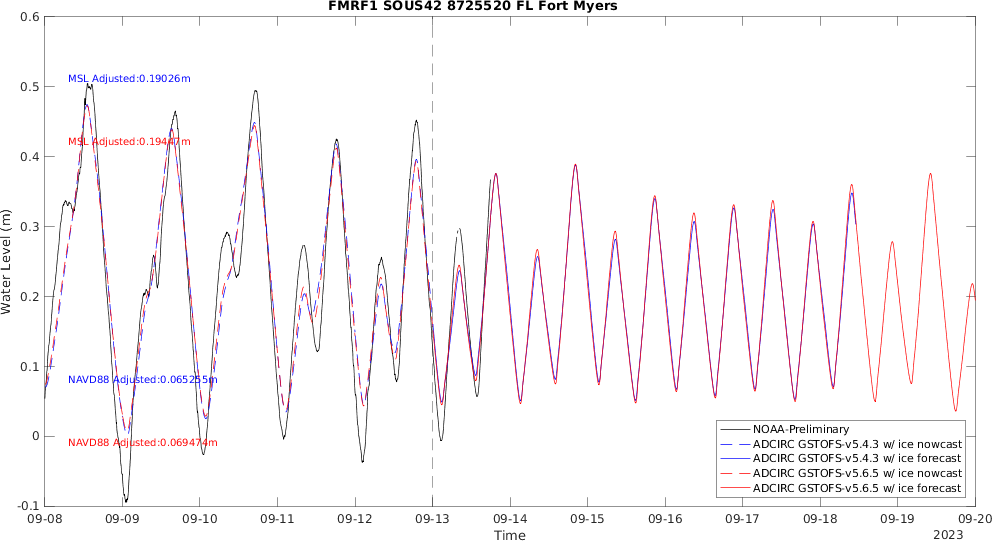 FMRF1 SOUS42 8725520 FL Fort Myers
0.6
0.5
0.4
0.3
0.2
0.1
0
-0.1
Water Level (m)
MSL Adjusted:0.19026m
MSL Adjusted:0.19447m
NAVD88 Adjusted:0.065255m
NAVD88 Adjusted:0.069474m
NOAA-Preliminary
ADCIRC GSTOFS-v5.4.3 w/ ice nowcast
ADCIRC GSTOFS-v5.4.3 w/ ice forecast
ADCIRC GSTOFS-v5.6.5 w/ ice nowcast
ADCIRC GSTOFS-v5.6.5 w/ ice forecast
09-08 09-09 09-10 09-11 09-12 09-13 09-14 09-15 09-16 09-17 09-18 09-19 09-20
Time
2023